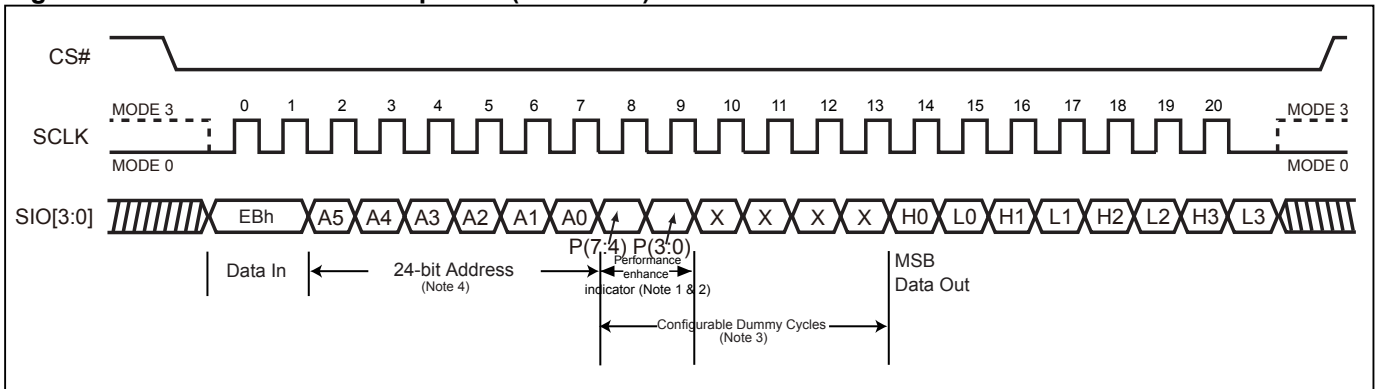 CS#
MODE 3 0 1 2 3 4 5 6 7 8 9 10 11 12 13 14 15 16 17 18 19 20 MODE 3
SCLK
MODE 0 MODE 0
SIO[3:0] EBh A5 A4 A3 A2 A1 A0 X X X X H0 L0 H1 L1 H2 L2 H3 L3
P(7:4) P(3:0)
Data In 24-bit Address
(Note 4)
Performance
enhance
indicator (Note 1 & 2)
MSB
Data Out
Configurable Dummy Cycles
(Note 3)